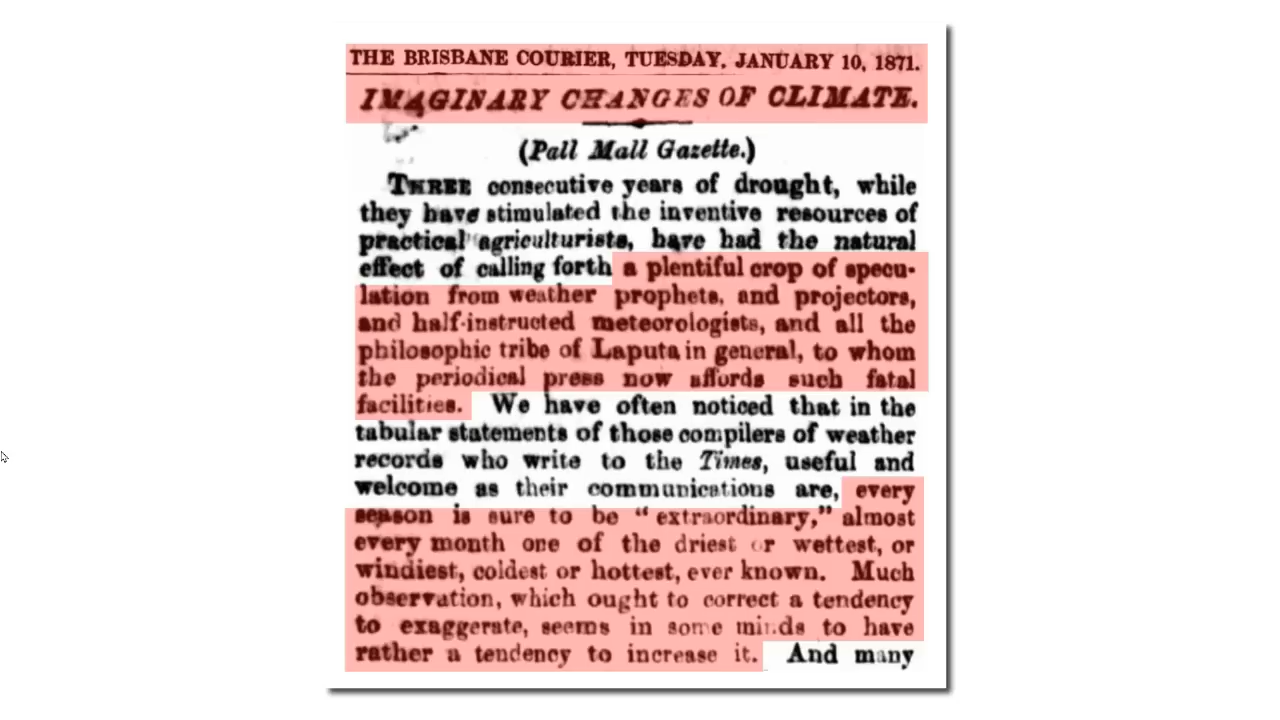 THE BRISBANE COURIER, TUESDAY, JANUARY 10, 1871.
IMAGINARY CHANGES OF CLIMATE.
(Pall Mall Gazette.)
THREE consecutive years of drought, while
they have stimulated the inventive resources of
practical agriculturists, have had the natural
effect of calling forth a plentiful crop of specu-
lation from weather prophets, and projectors,
and half-instructed meteorologists, and all the
philosophic tribe of Laputa in general, to whom
the periodical press now affords such fatal
facilities. We have often noticed that in the
tabular statements of those compilers of weather
records who write to the Times, useful and
welcome as their communications are, every
season is sure to be "extraordinary," almost
every month one of the driest or wettest, or
windiest, coldest or hottest, ever known. Much
observation, which ought to correct a tendency
to exaggerate, seems in some minds to have
rather a tendency to increase it. And many